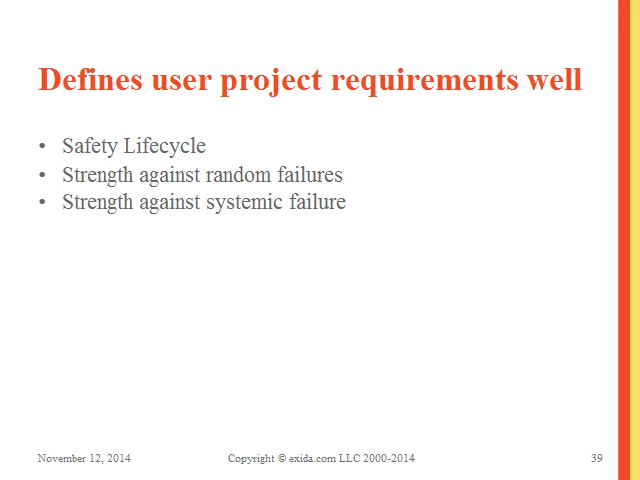 Defines user project requirements well
• Safety Lifecycle
• Strength against random failures
• Strength against systemic failure
November 12, 2014 Copyright © exida.com LLC 2000-2014 39